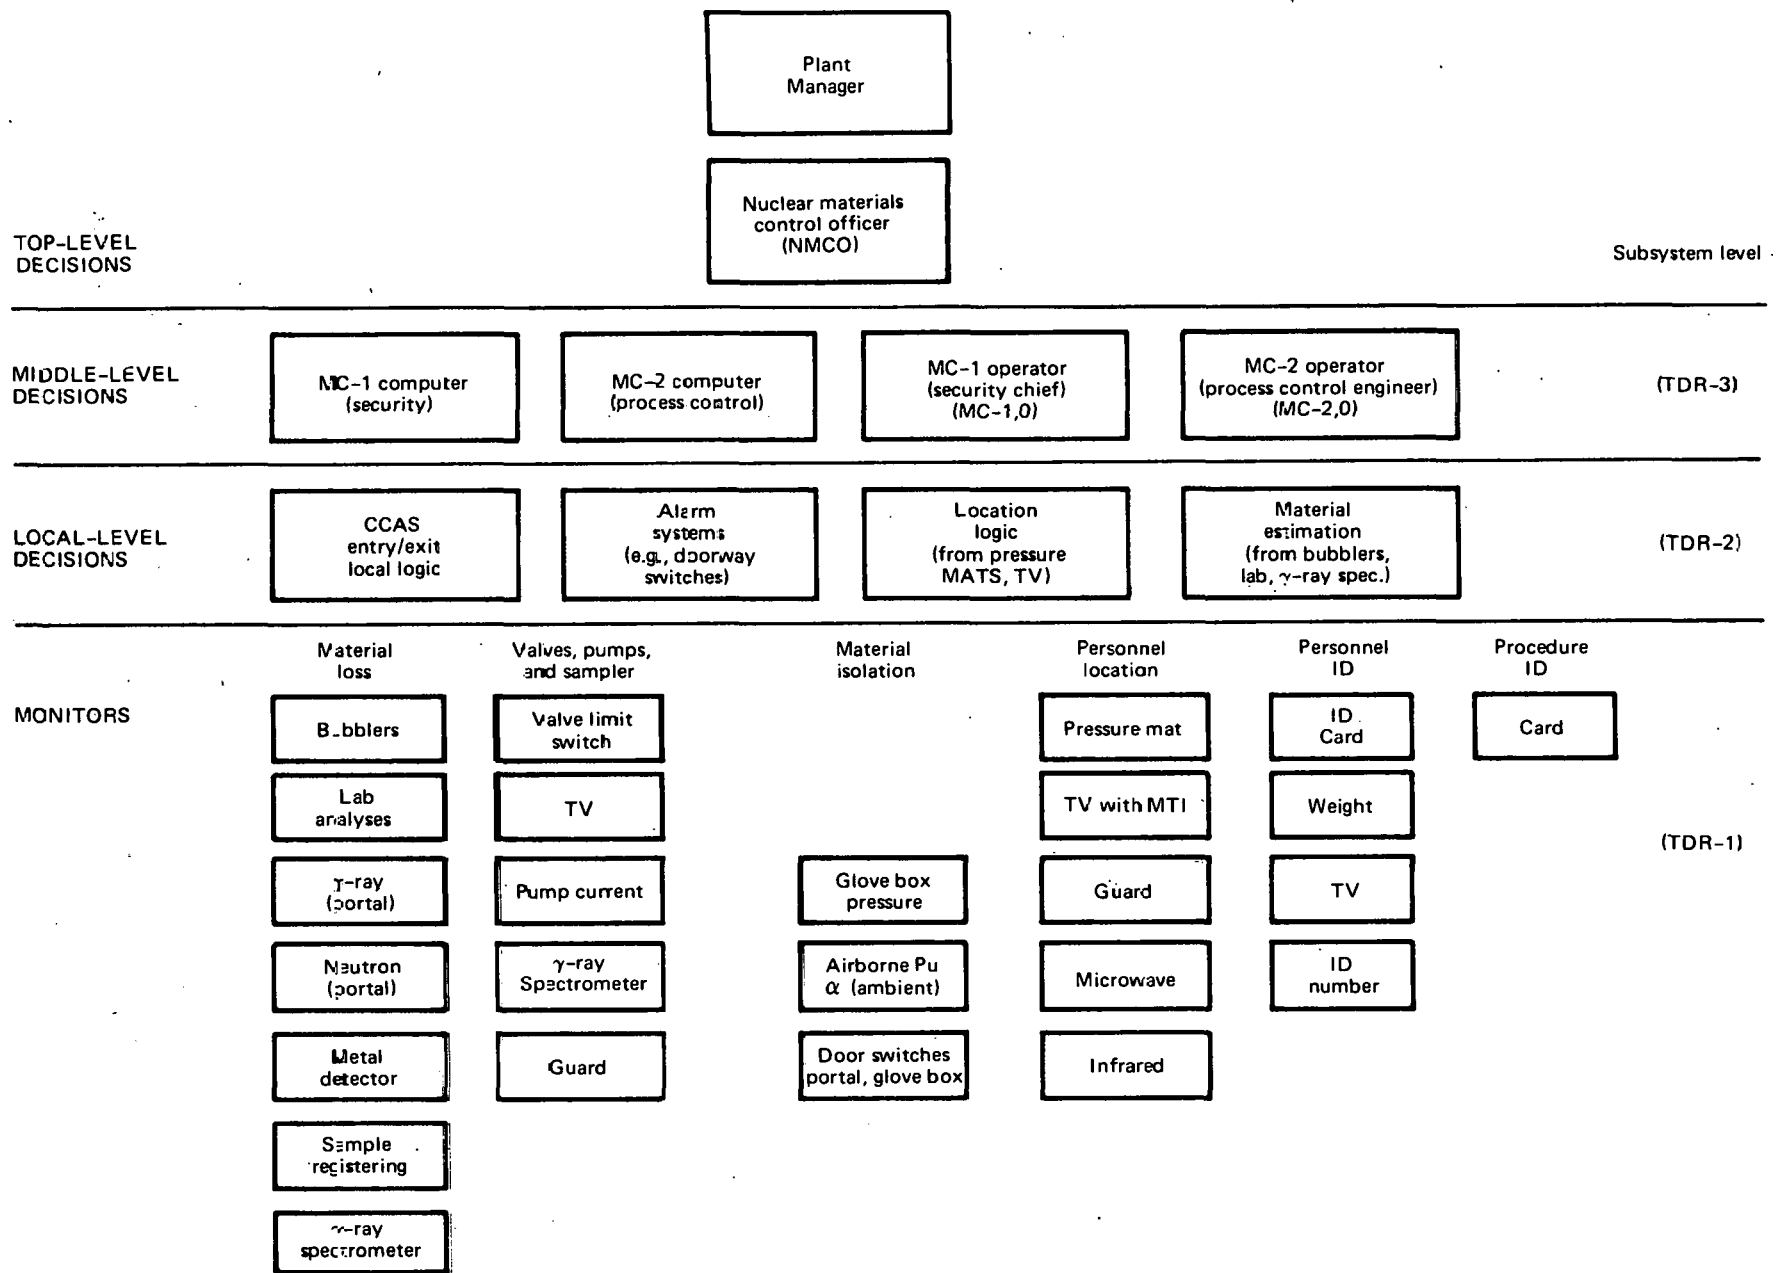 Plant
Manager
Nuclear materials
control officer
(NMCO)
TOP-LEVEL
DECISIONS
Subsystem level
MIDDLE-LEVEL
DECISIONS
MC-1 computer
(security)
MC-2 computer
(process control)
MC-1 operator
(security chief)
(MC-1,0)
MC-2 operator
(process control engineer)
(MC-2,0)
(TDR-3)
LOCAL-LEVEL
DECISIONS
CCAS
entry/exit
local logic
Alarm
systems
(e.g., doorway
switches)
Location
logic
(from pressure
MATS, TV)
Material
estimation
(from bubblers,
lab, γ-ray spec.)
(TDR-2)
MONITORS
Material
loss
Bubblers
Lab
analyses
γ-ray
(portal)
Neutron
(portal)
Metal
detector
Sample
registering
γ-ray
spectrometer
Valves, pumps,
and sampler
Valve limit
switch
TV
Pump current
γ-ray
Spectrometer
Guard
Material
isolation
Glove box
pressure
Airborne Pu
α (ambient)
Door switches
portal, glove box
Personnel
location
Pressure mat
TV with MTI
Guard
Microwave
Infrared
Personnel
ID
ID
Card
Weight
TV
ID
number
Procedure
ID
Card
(TDR-1)